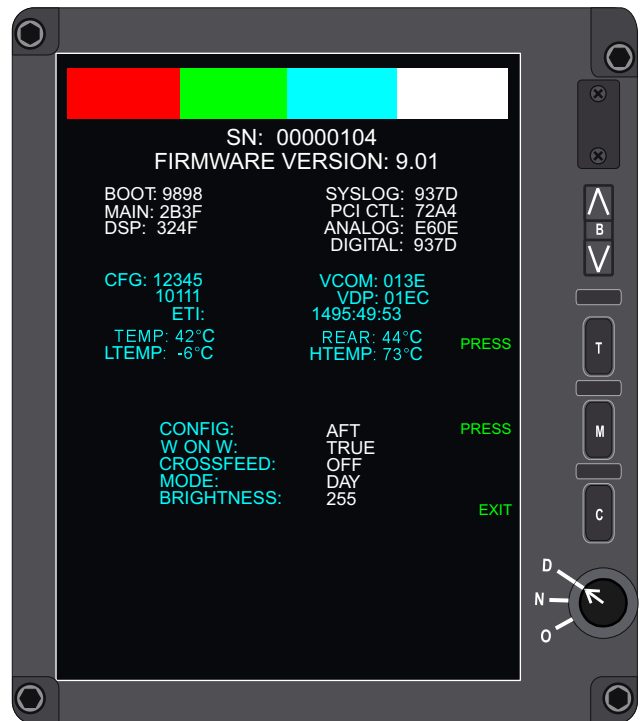 SN: 00000104
FIRMWARE VERSION: 9.01
BOOT: 9898 SYSLOG: 937D
MAIN: 2B3F PCI CTL: 72A4
DSP: 324F ANALOG: E60E
DIGITAL: 937D
CFG: 12345 VCOM: 013E
10111 VDP: 01EC
ETI: 1495:49:53
TEMP: 42°C REAR: 44°C
LTEMP: -6°C HTEMP: 73°C PRESS
CONFIG: AFT PRESS
W ON W: TRUE
CROSSFEED: OFF
MODE: DAY
BRIGHTNESS: 255
EXIT
B
T
M
C
D
N
O